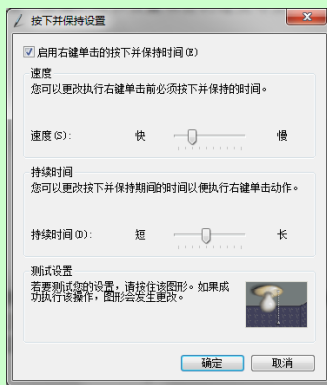 按下并保持设置
启用右键单击的按下并保持时间(E)
速度
您可以更改执行右键单击前必须按下并保持的时间。
速度(S): 快 慢
持续时间
您可以更改按下并保持期间的时间以便执行右键单击动作。
持续时间(D): 短 长
测试设置
若要测试您的设置，请按住该图形。如果成
功执行该操作，图形会发生更改。
确定 取消